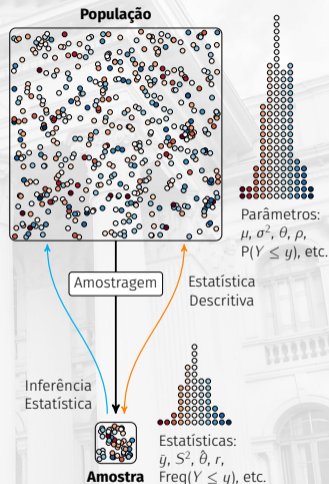 População
Parâmetros:
μ, σ², θ, ρ,
P(Y ≤ y), etc.
Amostragem
Estatística
Descritiva
Inferência
Estatística
Estatísticas:
ȳ, S², θ̂, r,
Freq(Y ≤ y), etc.
Amostra